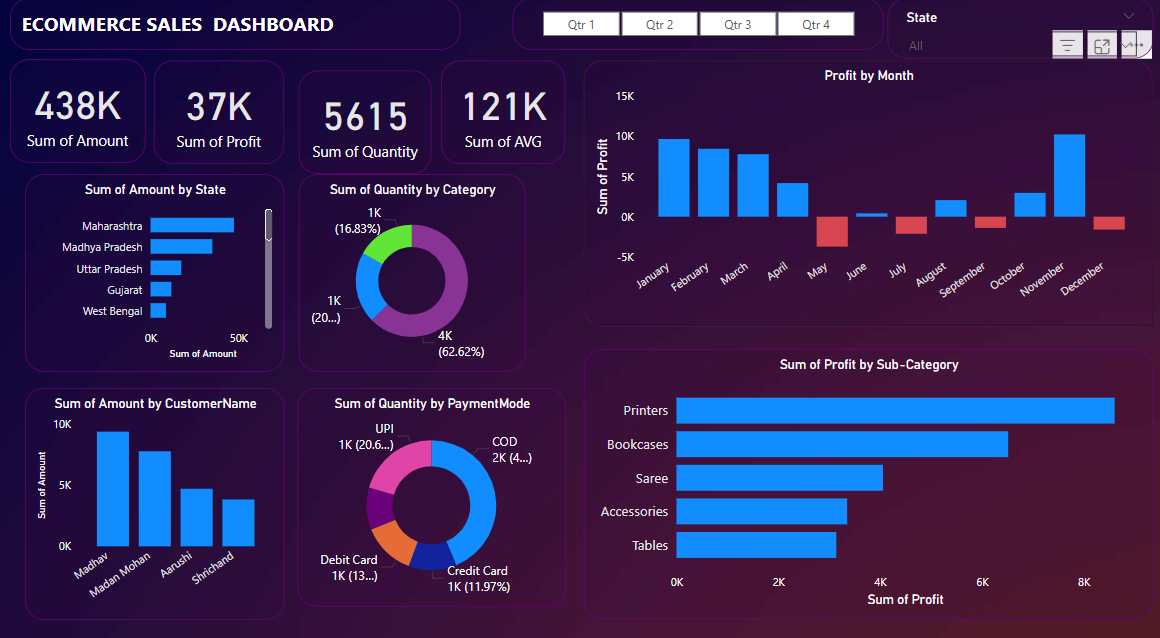 ECOMMERCE SALES DASHBOARD
Qtr 1
Qtr 2
Qtr 3
Qtr 4
State
All
438K
Sum of Amount
37K
Sum of Profit
5615
Sum of Quantity
121K
Sum of AVG
Profit by Month
15K
10K
5K
0K
-5K
Sum of Profit
January
February
March
April
May
June
July
August
September
October
November
December
Sum of Amount by State
Maharashtra
Madhya Pradesh
Uttar Pradesh
Gujarat
West Bengal
0K
50K
Sum of Amount
Sum of Quantity by Category
1K
(16.83%)
1K
(20...)
4K
(62.62%)
Sum of Amount by CustomerName
10K
5K
0K
Sum of Amount
Madhav
Madan Mohan
Aarushi
Shrichand
Sum of Quantity by PaymentMode
UPI
1K (20.6...)
COD
2K (4...)
Debit Card
1K (13...)
Credit Card
1K (11.97%)
Sum of Profit by Sub-Category
Printers
Bookcases
Saree
Accessories
Tables
0K
2K
4K
6K
8K
Sum of Profit